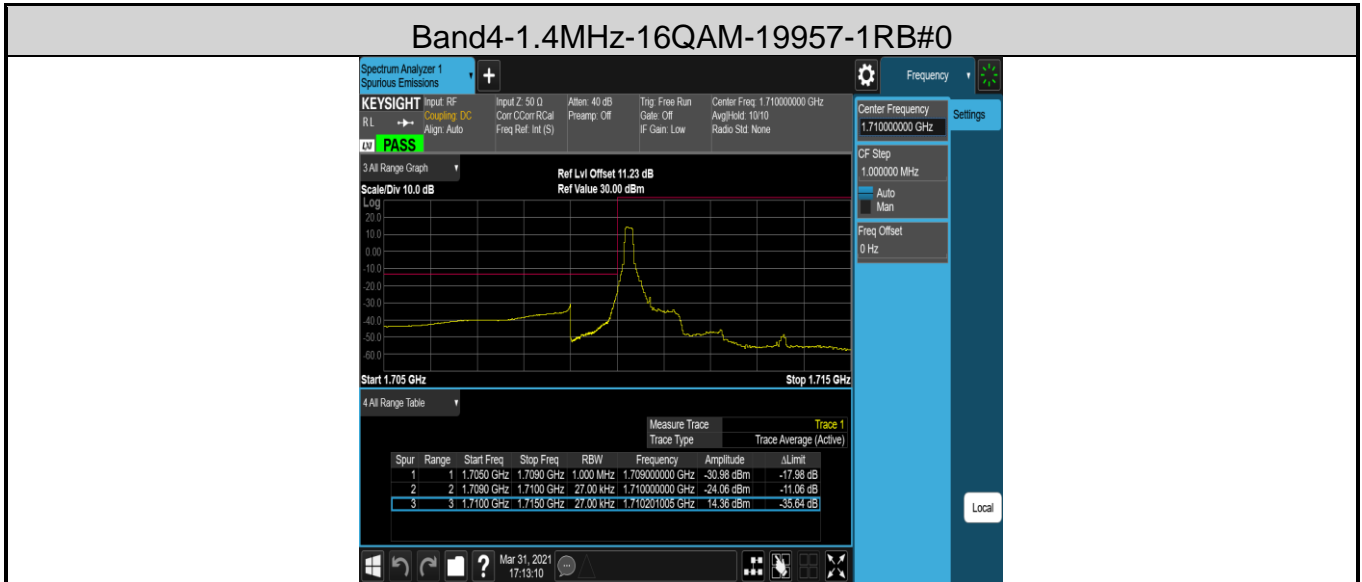 Band4-1.4MHz-16QAM-19957-1RB#0
Spectrum Analyzer 1
Spurious Emissions
+
Frequency
KEYSIGHT Input: RF Input Z: 50 Ω Atten: 40 dB Trig: Free Run Center Freq: 1.710000000 GHz
RL Coupling: DC Corr CCorr RCal Preamp: Off Gate: Off Avg|Hold: 10/10
Align: Auto Freq Ref: Int (S) IF Gain: Low Radio Std: None
LXI PASS
Center Frequency
1.710000000 GHz
Settings
CF Step
1.000000 MHz
Auto
Man
Freq Offset
0 Hz
3 All Range Graph
Ref Lvl Offset 11.23 dB
Scale/Div 10.0 dB Ref Value 30.00 dBm
Log
20.0
10.0
0.00
-10.0
-20.0
-30.0
-40.0
-50.0
-60.0
Start 1.705 GHz Stop 1.715 GHz
4 All Range Table
Measure Trace Trace 1
Trace Type Trace Average (Active)
Spur Range Start Freq Stop Freq RBW Frequency Amplitude ΔLimit
1 1 1.7050 GHz 1.7090 GHz 1.000 MHz 1.709000000 GHz -30.98 dBm -17.98 dB
2 2 1.7090 GHz 1.7100 GHz 27.00 kHz 1.710000000 GHz -24.06 dBm -11.06 dB
3 3 1.7100 GHz 1.7150 GHz 27.00 kHz 1.710201005 GHz 14.36 dBm -35.64 dB
Local
? Mar 31, 2021
17:13:10